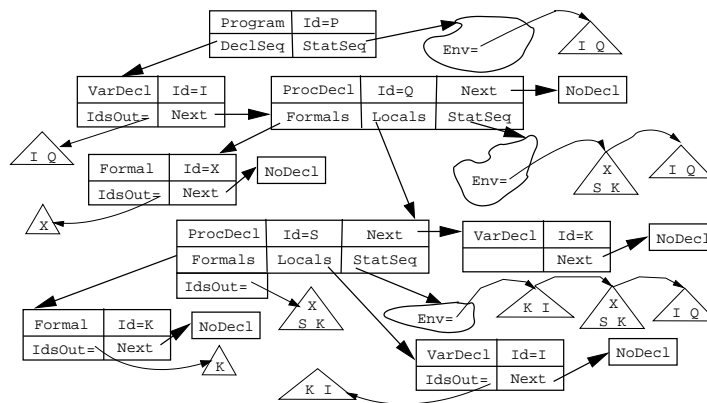 Program Id=P
DeclSeq StatSeq
Env=
I Q
VarDecl Id=I
IdsOut= Next
ProcDecl Id=Q Next
Formals Locals StatSeq
NoDecl
I Q
Formal Id=X
IdsOut= Next
NoDecl
Env=
X
S K
I Q
X
ProcDecl Id=S Next
Formals Locals StatSeq
IdsOut=
VarDecl Id=K
Next
NoDecl
X
S K
Env=
K I
X
S K
I Q
Formal Id=K
IdsOut= Next
NoDecl
K
VarDecl Id=I
IdsOut= Next
NoDecl
K I